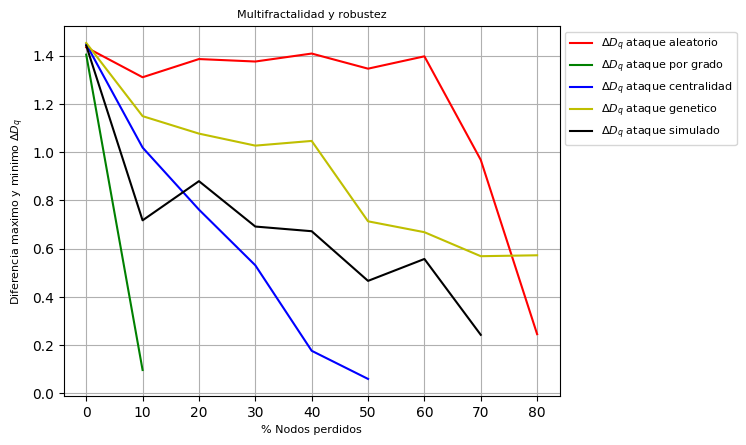 Multifractalidad y robustez
Diferencia maximo y minimo ΔD_q
1.4
1.2
1.0
0.8
0.6
0.4
0.2
0.0
0 10 20 30 40 50 60 70 80
% Nodos perdidos
ΔD_q ataque aleatorio
ΔD_q ataque por grado
ΔD_q ataque centralidad
ΔD_q ataque genetico
ΔD_q ataque simulado